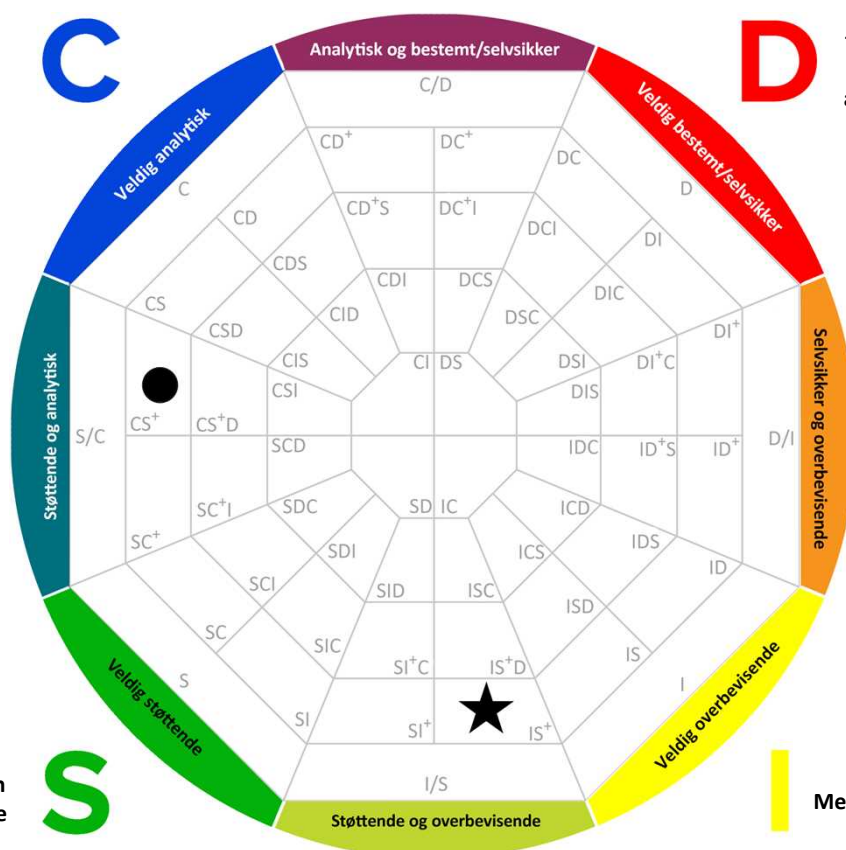 C
D
a
Analytisk og bestemt/selvsikker
Veldig analytisk
Veldig bestemt/selvsikker
C/D
CD⁺
DC⁺
DC
C
D
CD⁺S
DC⁺I
CD
DCI
DI
CDS
CDI
DCS
DIC
CS
CID
DSC
DI⁺
CSD
CIS
CI
DS
DSI
DI⁺C
CSI
DIS
Støttende og analytisk
Selvsikker og overbevisende
S/C
CS⁺
CS⁺D
SCD
IDC
ID⁺S
ID⁺
D/I
SC⁺
SC⁺I
SDC
SD
IC
ICD
IDS
ID
SDI
ICS
SCI
SID
ISC
ISD
SC
SIC
IS
SI⁺C
IS⁺D
S
I
SI
SI⁺
IS⁺
Veldig støttende
Veldig overbevisende
I/S
Støttende og overbevisende
n
e
S
I
Me